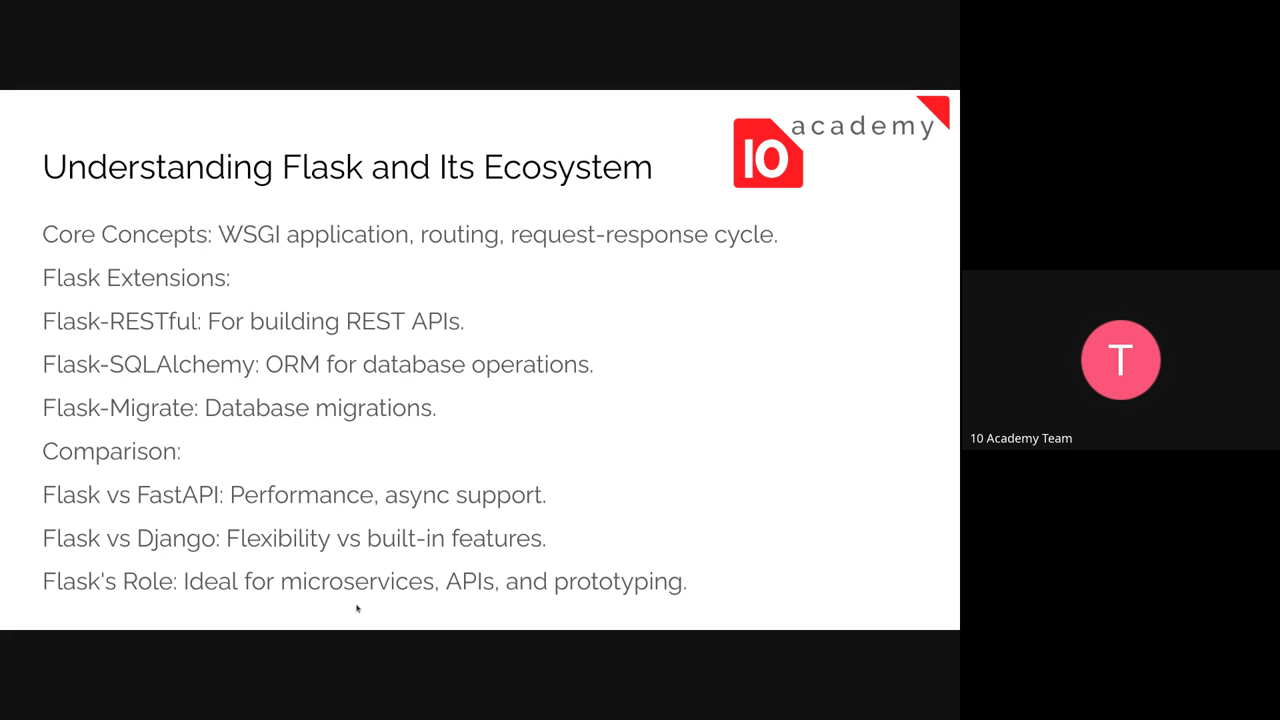 10 academy
Understanding Flask and Its Ecosystem
Core Concepts: WSGI application, routing, request-response cycle.
Flask Extensions:
Flask-RESTful: For building REST APIs.
Flask-SQLAlchemy: ORM for database operations.
Flask-Migrate: Database migrations.
Comparison:
Flask vs FastAPI: Performance, async support.
Flask vs Django: Flexibility vs built-in features.
Flask's Role: Ideal for microservices, APIs, and prototyping.
T
10 Academy Team